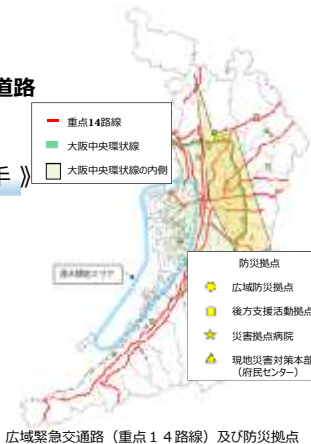 道路
重点14路線
大阪中央環状線
大阪中央環状線の内側
手 》
防災拠点
広域防災拠点
後方支援活動拠点
災害拠点病院
現地災害対策本部
（府民センター）
広域緊急交通路（重点１４路線）及び防災拠点